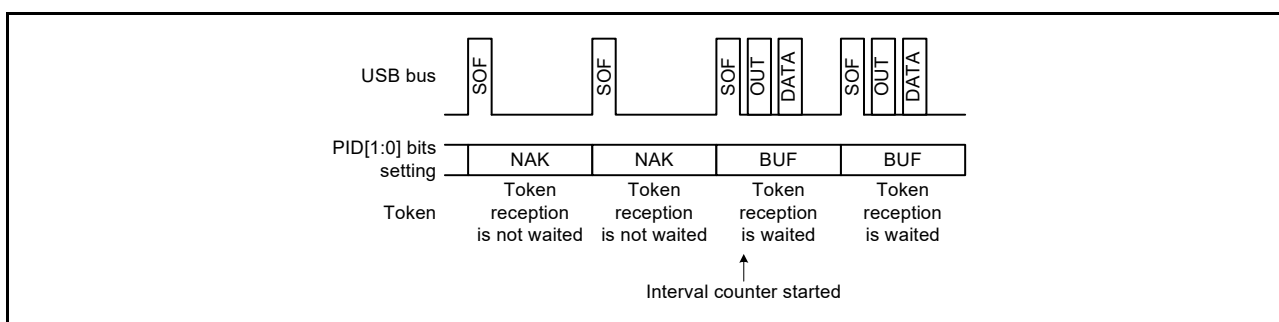 USB bus
SOF
SOF
SOF
OUT
DATA
SOF
OUT
DATA
PID[1:0] bits
setting
NAK
NAK
BUF
BUF
Token
Token
reception
is not waited
Token
reception
is not waited
Token
reception
is waited
Token
reception
is waited
Interval counter started